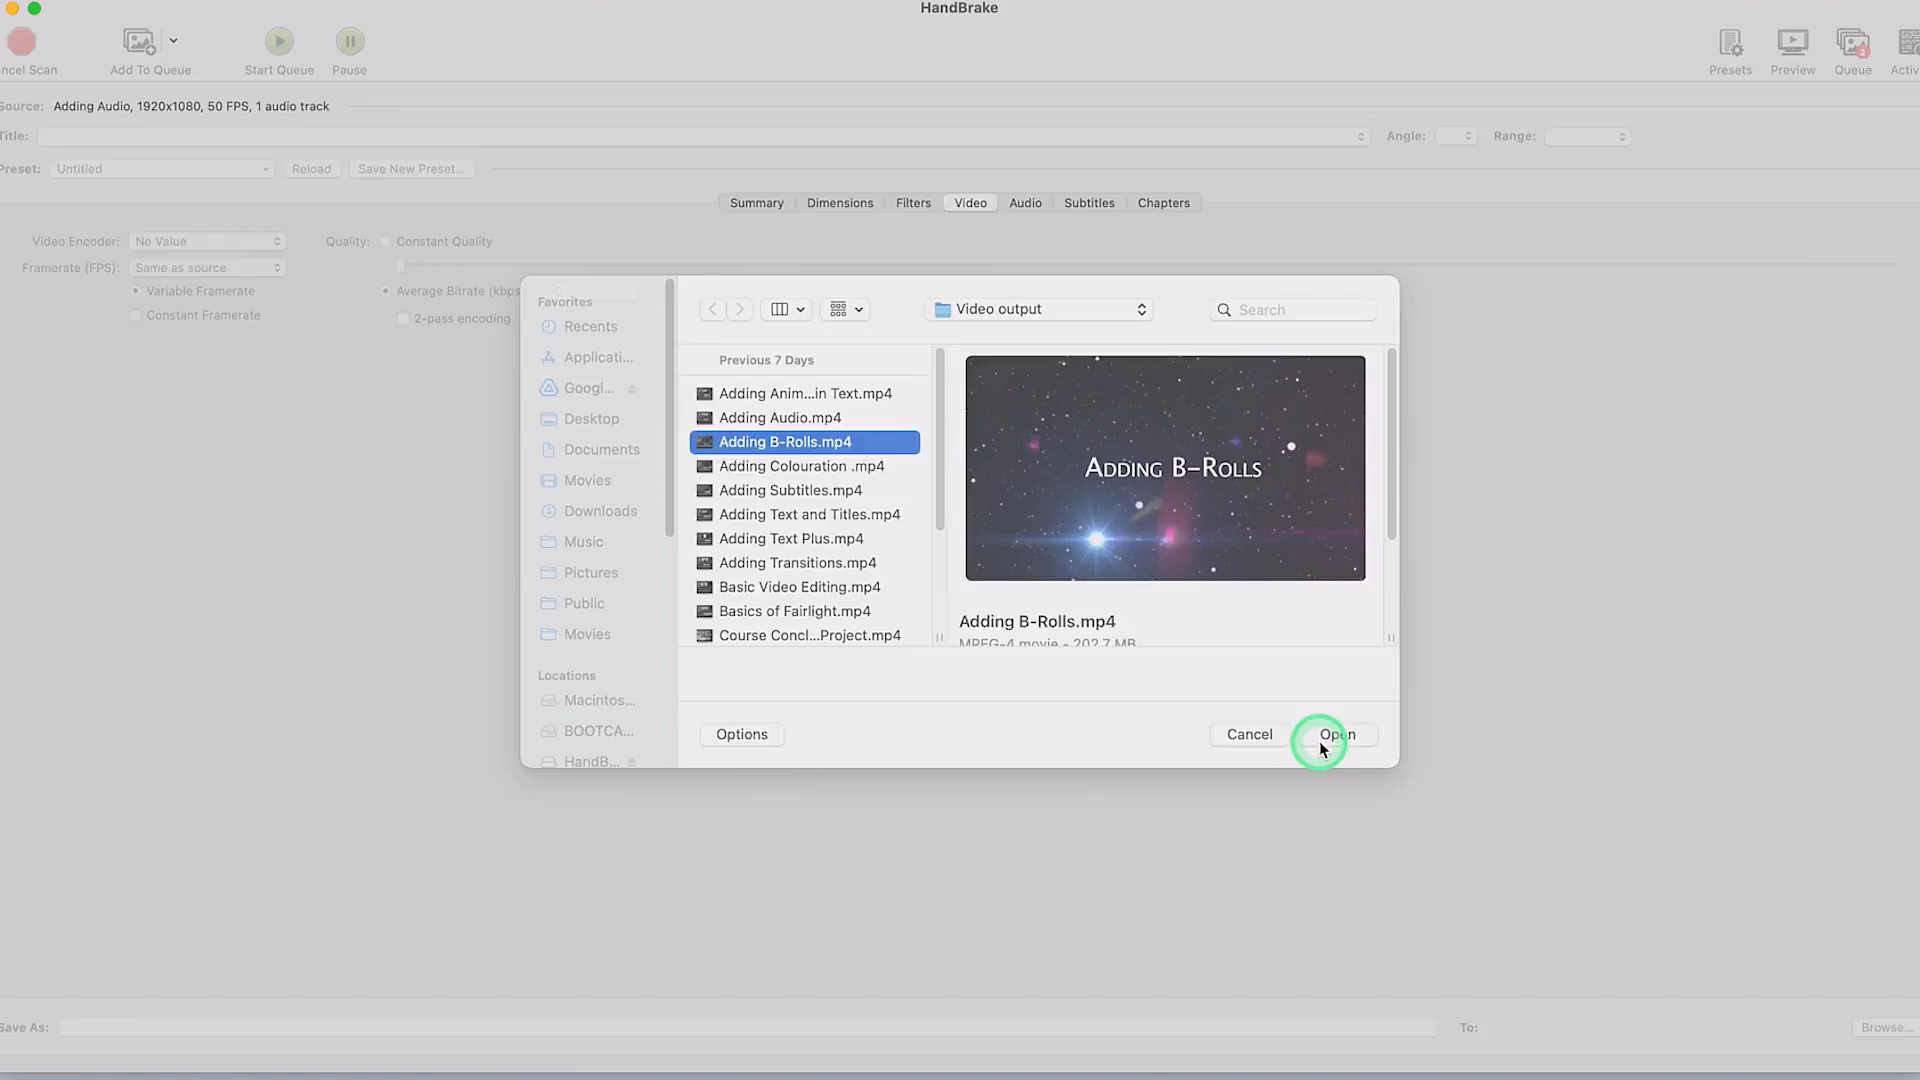 HandBrake
ncel Scan
Add To Queue
Start Queue
Pause
Presets
Preview
2
Queue
Activ
Source: Adding Audio, 1920x1080, 50 FPS, 1 audio track
Title:
Angle:
Range:
Preset: Untitled
Reload
Save New Preset...
Summary
Dimensions
Filters
Video
Audio
Subtitles
Chapters
Video Encoder: No Value
Quality: Constant Quality
Framerate (FPS): Same as source
Variable Framerate
Average Bitrate (kbps
Constant Framerate
2-pass encoding
Favorites
Recents
Applicati...
Googl...
Desktop
Documents
Movies
Downloads
Music
Pictures
Public
Movies
Locations
Macintos...
BOOTCA...
HandB...
Video output
Search
Previous 7 Days
Adding Anim...in Text.mp4
Adding Audio.mp4
Adding B-Rolls.mp4
Adding Colouration .mp4
Adding Subtitles.mp4
Adding Text and Titles.mp4
Adding Text Plus.mp4
Adding Transitions.mp4
Basic Video Editing.mp4
Basics of Fairlight.mp4
Course Concl...Project.mp4
Adding B-Rolls
Adding B-Rolls.mp4
MPEG-4 movie - 202.7 MB
Options
Cancel
Open
Save As:
To:
Browse...